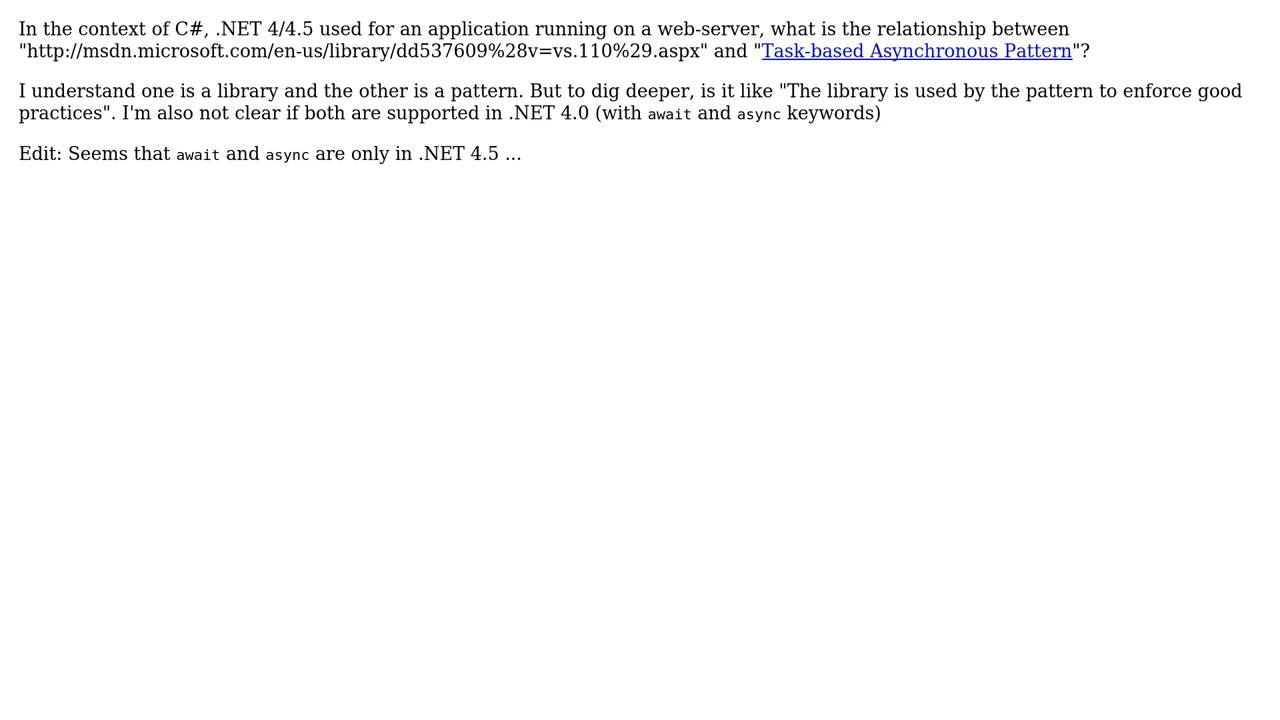 In the context of C#, .NET 4/4.5 used for an application running on a web-server, what is the relationship between
"http://msdn.microsoft.com/en-us/library/dd537609%28v=vs.110%29.aspx" and "Task-based Asynchronous Pattern"?
I understand one is a library and the other is a pattern. But to dig deeper, is it like "The library is used by the pattern to enforce good
practices". I'm also not clear if both are supported in .NET 4.0 (with await and async keywords)
Edit: Seems that await and async are only in .NET 4.5 ...